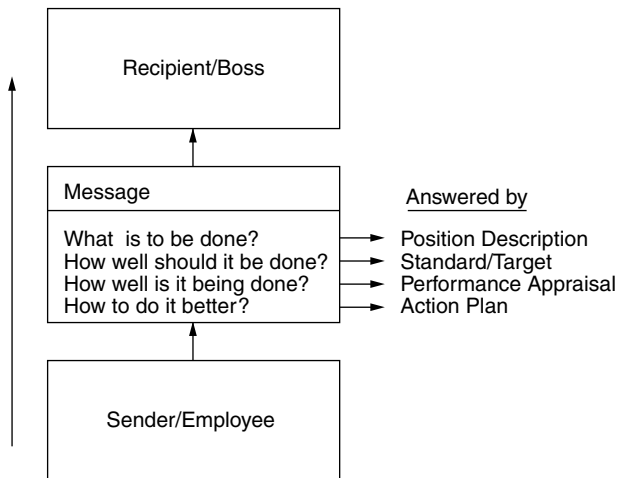 Recipient/Boss
Message
Answered by
What is to be done?
Position Description
How well should it be done?
Standard/Target
How well is it being done?
Performance Appraisal
How to do it better?
Action Plan
Sender/Employee